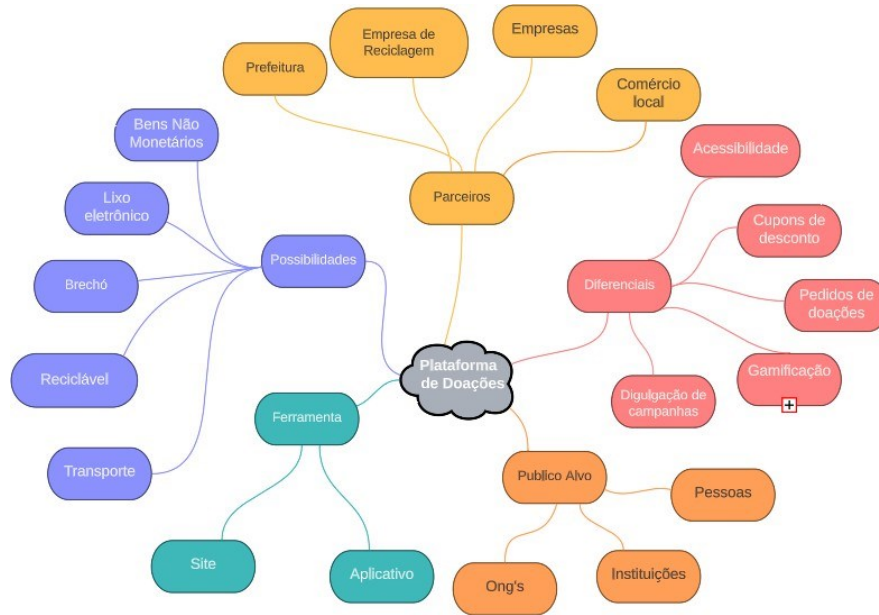 Empresas
Empresa de
Reciclagem
Prefeitura
Comércio
local
Parceiros
Bens Não
Monetários
Lixo
eletrônico
Brechó
Reciclável
Transporte
Possibilidades
Acessibilidade
Cupons de
desconto
Pedidos de
doações
Gamificação
Digulgação de
campanhas
Diferenciais
Plataforma
de Doações
Ferramenta
Site
Aplicativo
Publico Alvo
Pessoas
Instituições
Ong's